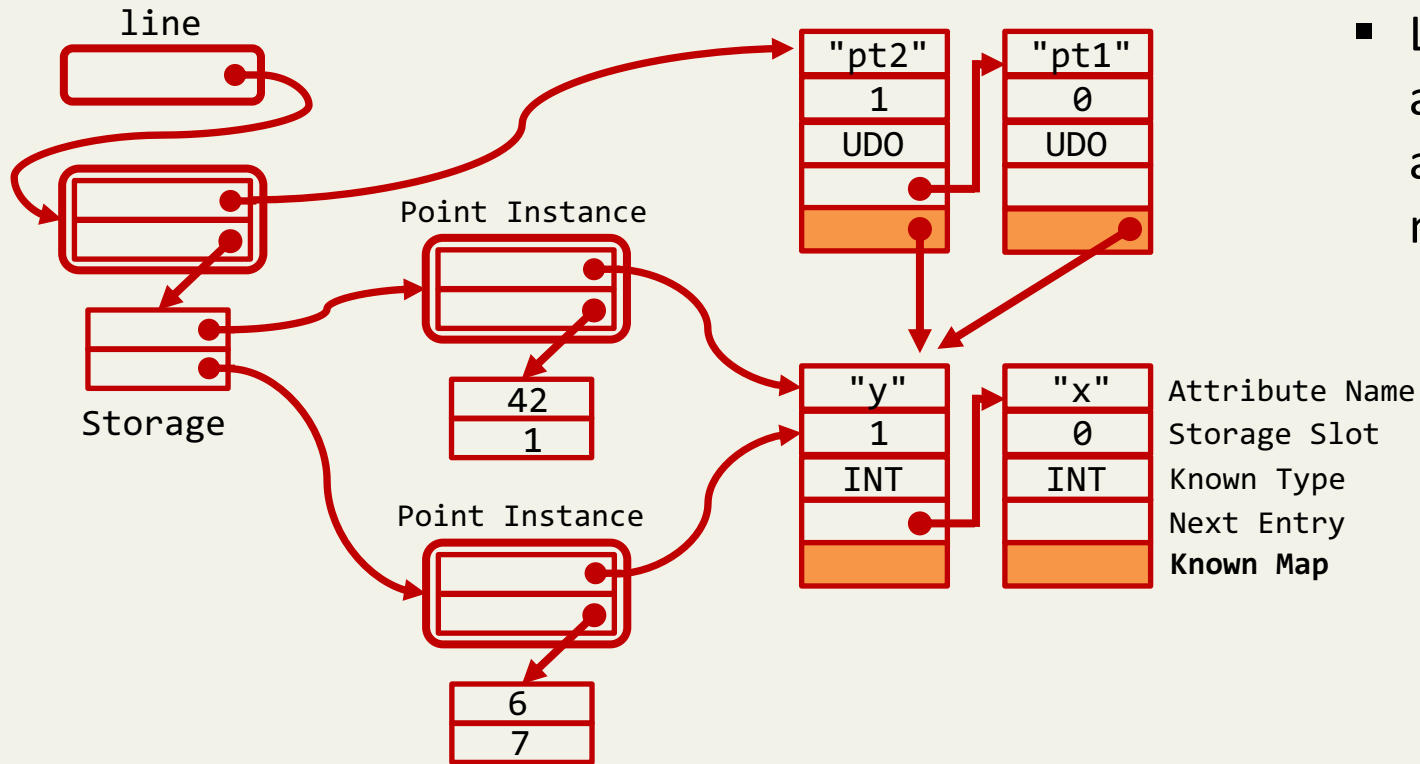 line
"pt2"
1
UDO
"pt1"
0
UDO
Point Instance
42
1
Storage
Point Instance
6
7
"y"
1
INT
"x"
0
INT
Attribute Name
Storage Slot
Known Type
Next Entry
Known Map